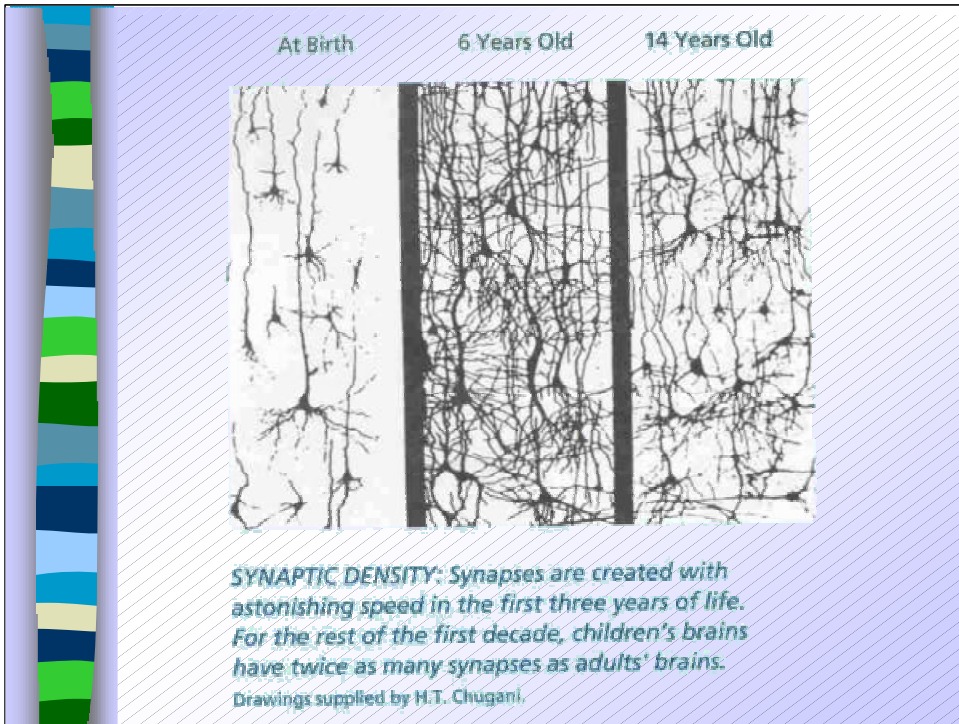 At Birth 6 Years Old 14 Years Old
SYNAPTIC DENSITY: Synapses are created with
astonishing speed in the first three years of life.
For the rest of the first decade, children's brains
have twice as many synapses as adults' brains.
Drawings supplied by H.T. Chugani.